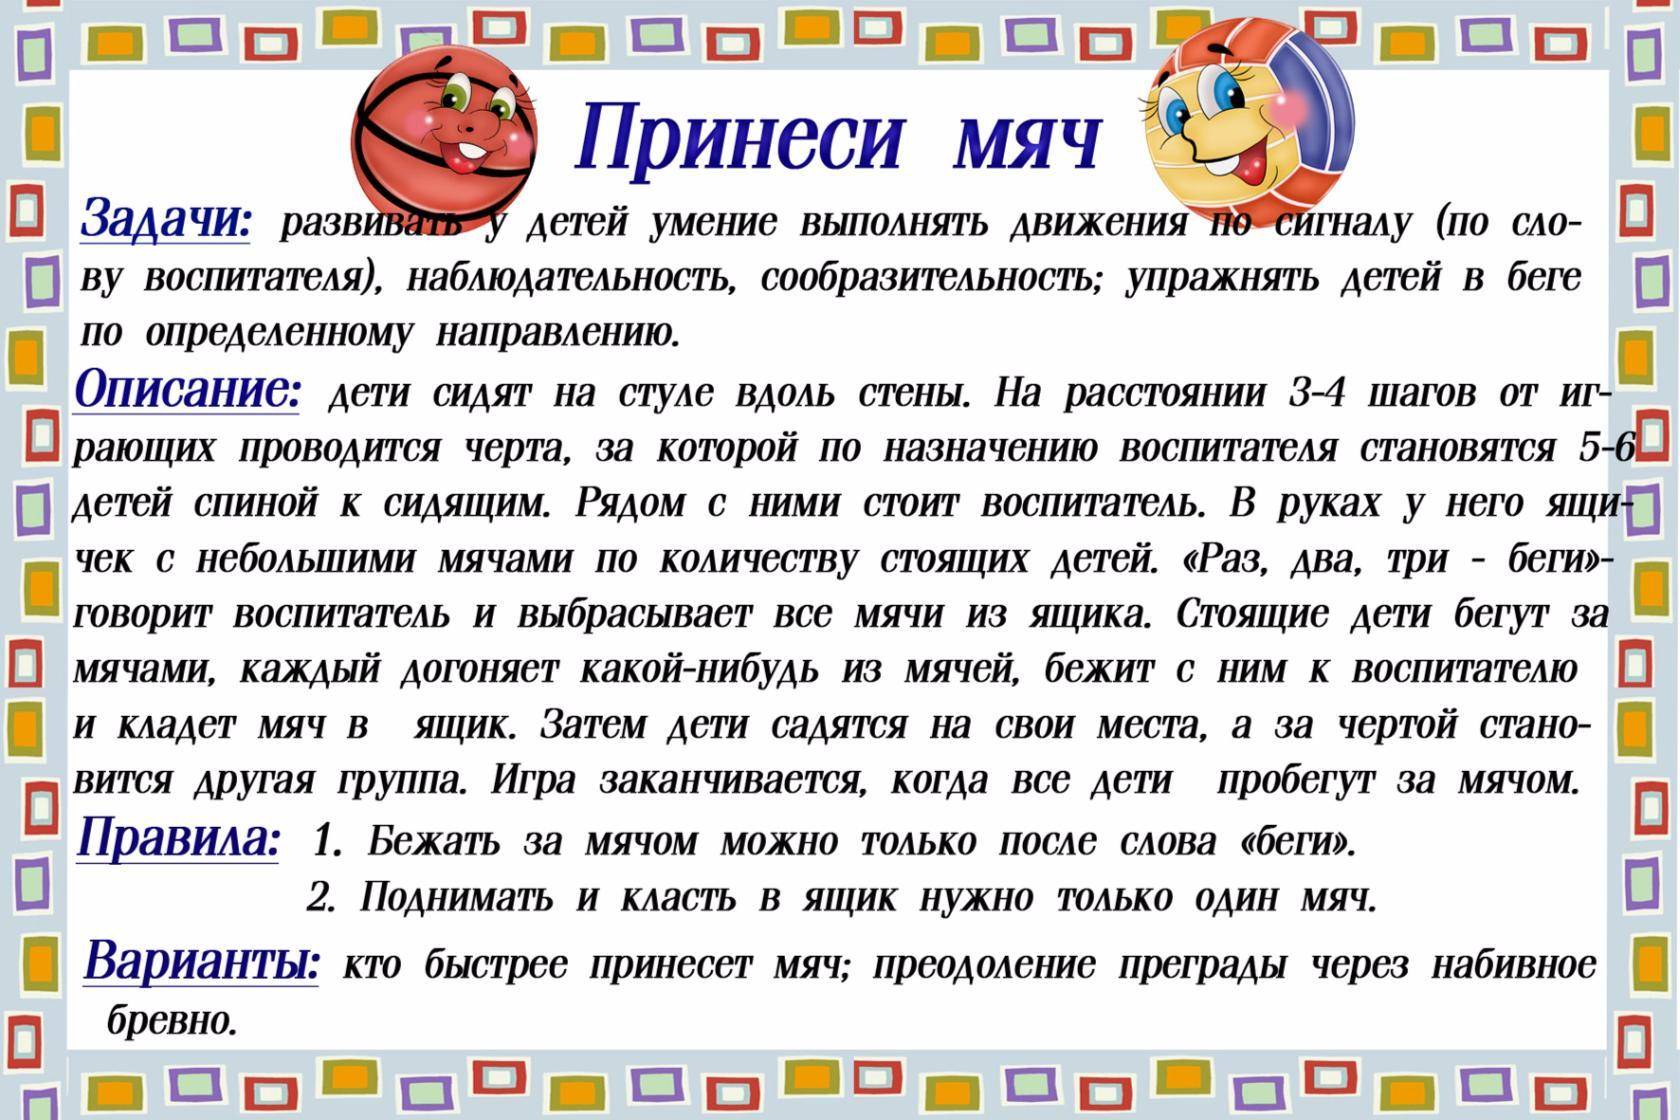 Принеси мяч
Задачи: развивать у детей умение выполнять движения по сигналу (по сло-
ву воспитателя), наблюдательность, сообразительность; упражнять детей в беге
по определенному направлению.
Описание: дети сидят на стуле вдоль стены. На расстоянии 3-4 шагов от иг-
рающих проводится черта, за которой по назначению воспитателя становятся 5-6
детей спиной к сидящим. Рядом с ними стоит воспитатель. В руках у него ящи-
чек с небольшими мячами по количеству стоящих детей. «Раз, два, три - беги»-
говорит воспитатель и выбрасывает все мячи из ящика. Стоящие дети бегут за
мячами, каждый догоняет какой-нибудь из мячей, бежит с ним к воспитателю
и кладет мяч в ящик. Затем дети садятся на свои места, а за чертой стано-
вится другая группа. Игра заканчивается, когда все дети пробегут за мячом.
Правила: 1. Бежать за мячом можно только после слова «беги».
2. Поднимать и класть в ящик нужно только один мяч.
Варианты: кто быстрее принесет мяч; преодоление преграды через набивное
бревно.